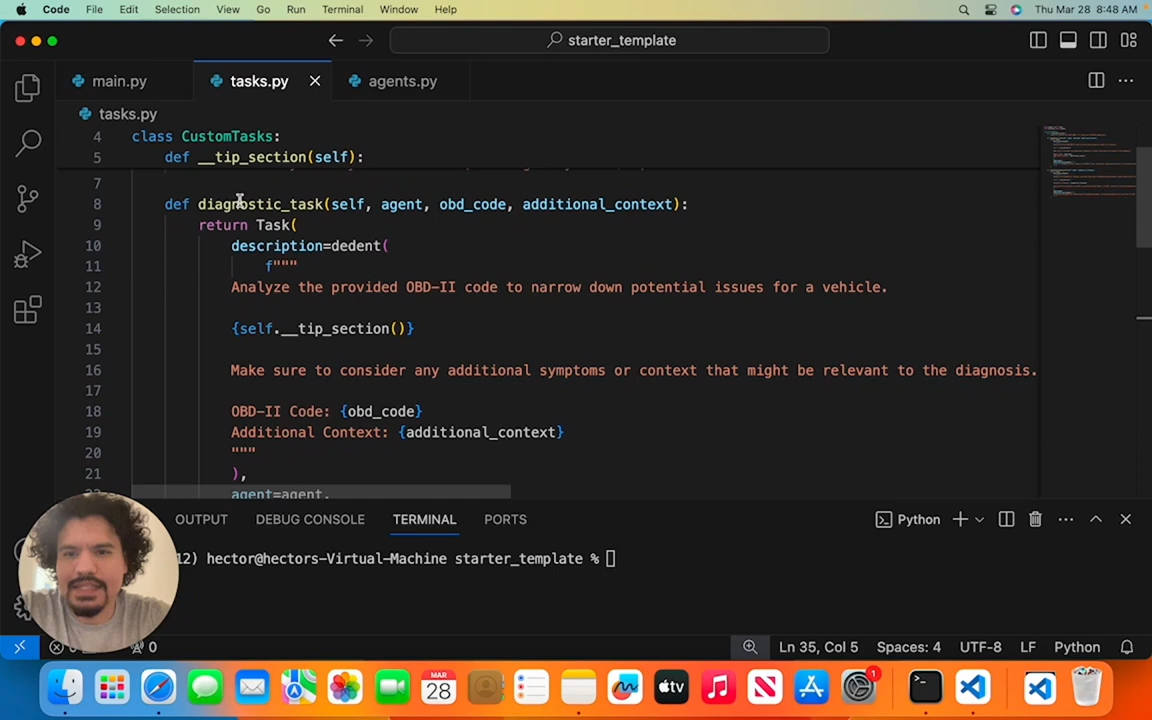 Code File Edit Selection View Go Run Terminal Window Help Thu Mar 28 8:48 AM
starter_template
main.py tasks.py agents.py
tasks.py
4 class CustomTasks:
5 def __tip_section(self):
7
8 def diagnostic_task(self, agent, obd_code, additional_context):
9 return Task(
10 description=dedent(
11 f"""
12 Analyze the provided OBD-II code to narrow down potential issues for a vehicle.
13
14 {self.__tip_section()}
15
16 Make sure to consider any additional symptoms or context that might be relevant to the diagnosis.
17
18 OBD-II Code: {obd_code}
19 Additional Context: {additional_context}
20 """
21 ),
agent=agent,
OUTPUT DEBUG CONSOLE TERMINAL PORTS Python
12) hector@hectors-Virtual-Machine starter_template %
0 Ln 35, Col 5 Spaces: 4 UTF-8 LF Python
MAR
28
tv
1